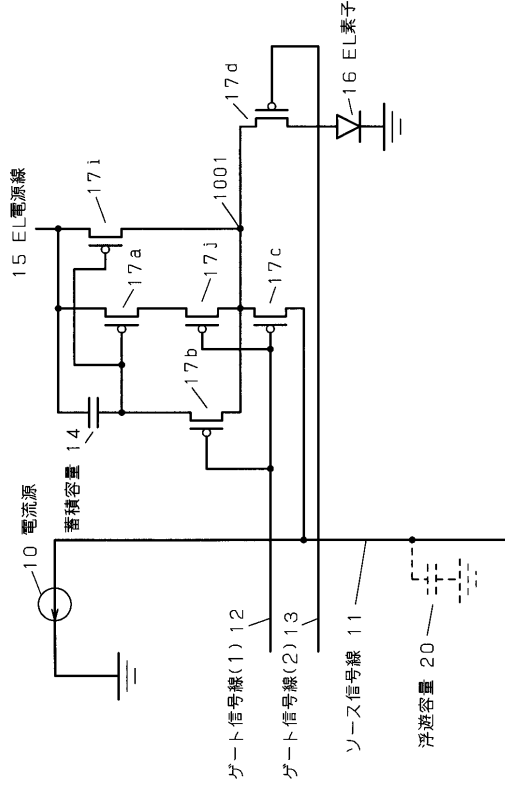 10 電流源
蓄積容量 14
15 EL電源線
17i
17a
17j
17b
17c
1001
17d
16 EL素子
ゲート信号線(1) 12
ゲート信号線(2) 13
ソース信号線 11
浮遊容量 20